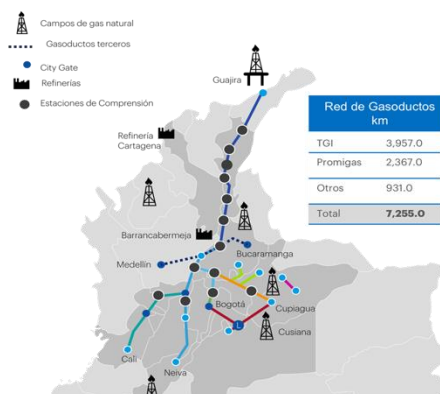 Campos de gas natural
Gasoductos terceros
City Gate
Refinerías
Estaciones de Comprensión
Guajira
Refinería
Cartagena
Red de Gasoductos
km
TGI 3,957.0
Promigas 2,367.0
Otros 931.0
Total 7,255.0
Barrancabermeja
Bucaramanga
Medellín
Bogotá
Cupiagua
Cusiana
Cali
Neiva